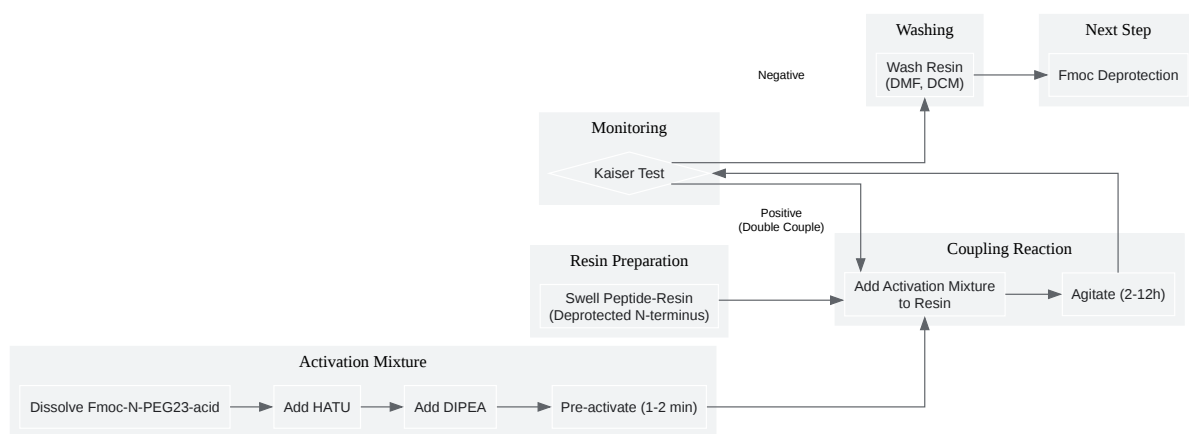 Washing
Next Step
Wash Resin
(DMF, DCM)
Fmoc Deprotection
Negative
Monitoring
Kaiser Test
Positive
(Double Couple)
Coupling Reaction
Resin Preparation
Swell Peptide-Resin
(Deprotected N-terminus)
Add Activation Mixture
to Resin
Agitate (2-12h)
Activation Mixture
Dissolve Fmoc-N-PEG23-acid
Add HATU
Add DIPEA
Pre-activate (1-2 min)